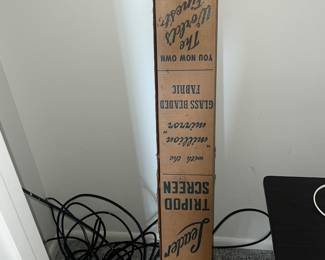 Leader
TRIPOD
SCREEN
with the
"million
mirror"
GLASS BEADED
FABRIC
YOU NOW OWN
The
World's
Finest